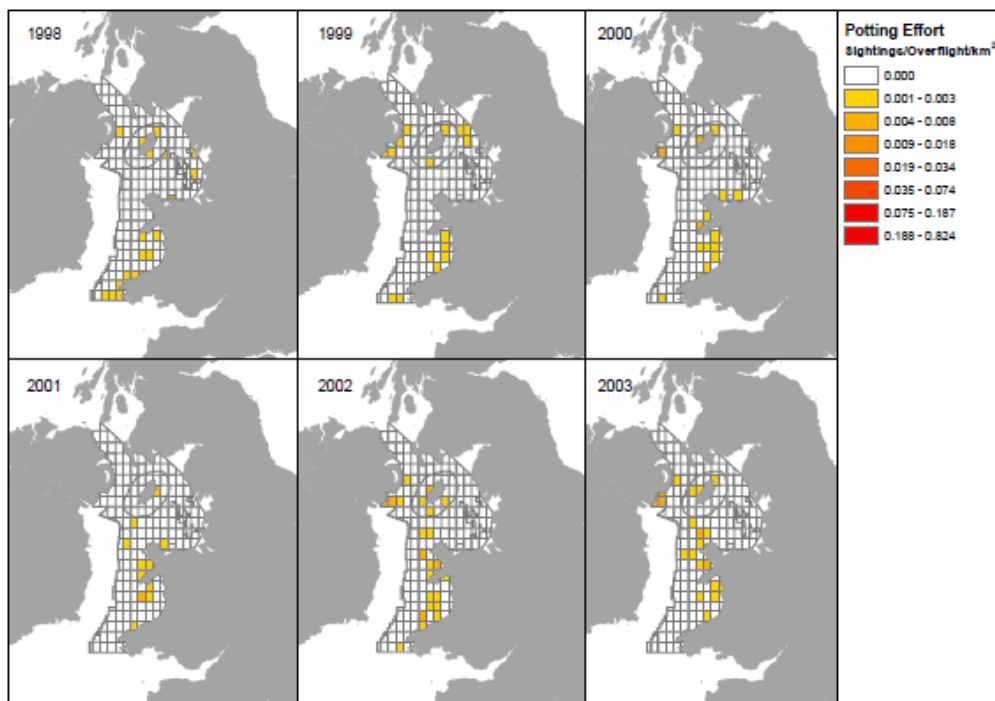 1998
1999
2000
Potting Effort
Sightings/Overflight/km²
0.000
0.001 - 0.003
0.004 - 0.008
0.009 - 0.018
0.019 - 0.034
0.035 - 0.074
0.075 - 0.187
0.188 - 0.824
2001
2002
2003